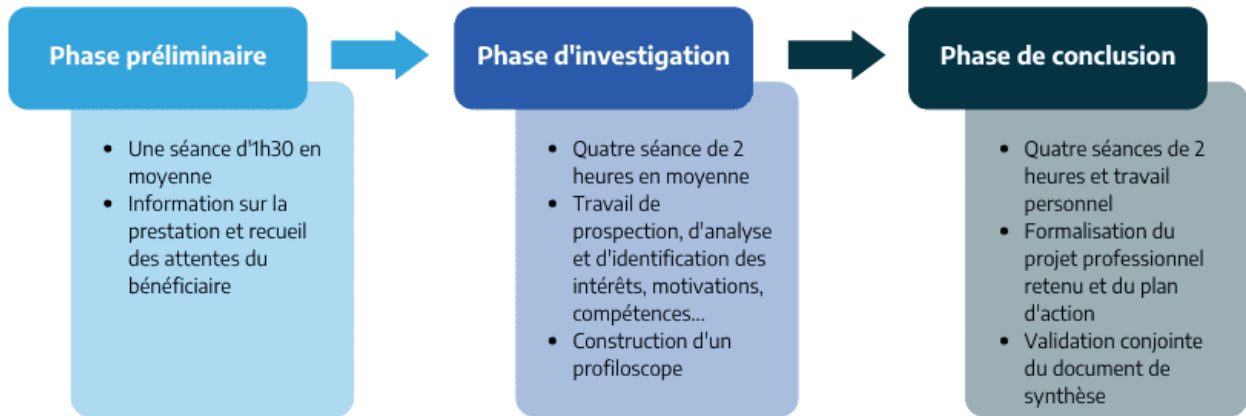 Phase préliminaire
• Une séance d'1h30 en
moyenne
• Information sur la
prestation et recueil
des attentes du
bénéficiaire
Phase d'investigation
• Quatre séance de 2
heures en moyenne
• Travail de
prospection, d'analyse
et d'identification des
intérêts, motivations,
compétences...
• Construction d'un
profiloscope
Phase de conclusion
• Quatre séances de 2
heures et travail
personnel
• Formalisation du
projet professionnel
retenu et du plan
d'action
• Validation conjointe
du document de
synthèse